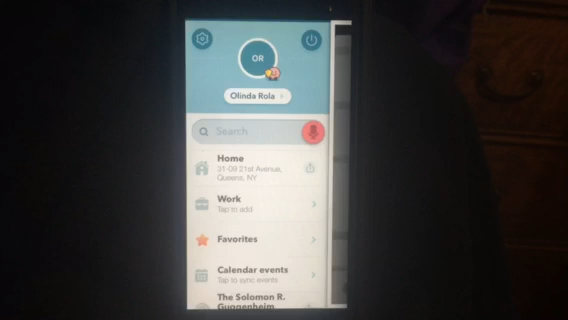 OR
Olinda Rola
Search
Home
31-09 21st Avenue,
Queens, NY
Work
Tap to add
Favorites
Calendar events
Tap to sync events
The Solomon R.
Guggenheim